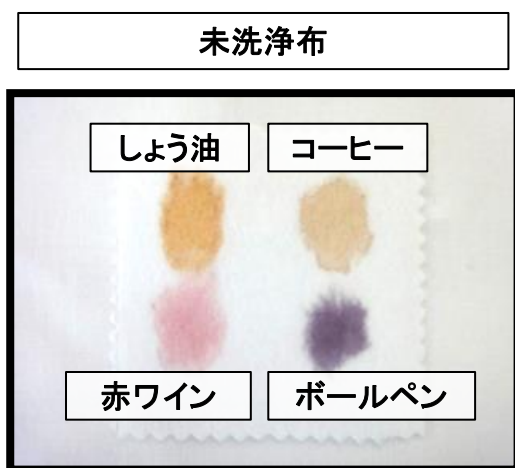 未洗浄布
しょう油
コーヒー
赤ワイン
ボールペン